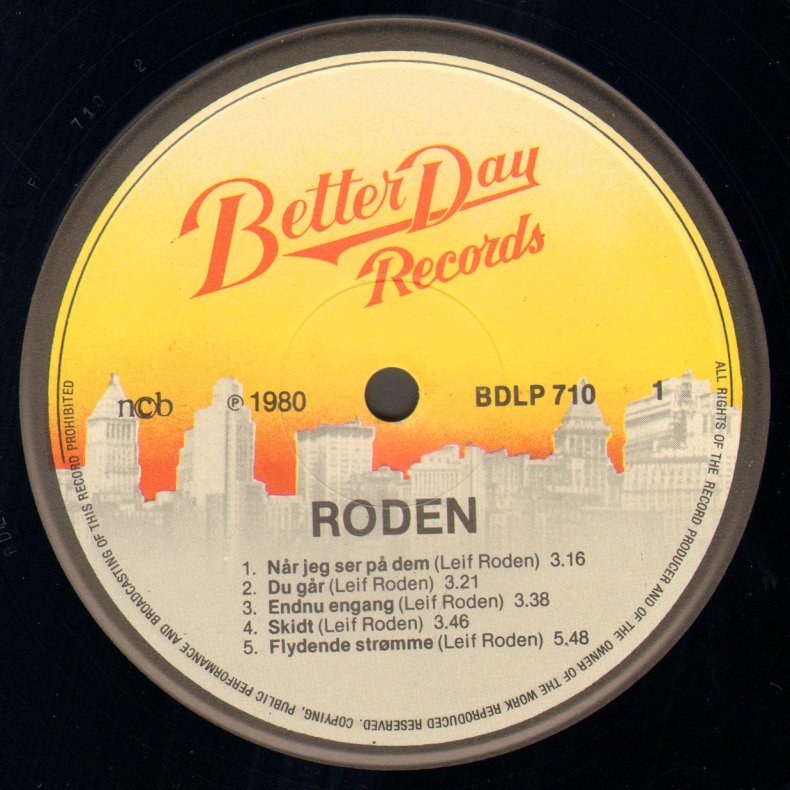 Better Day
Records
ncb
℗ 1980
BDLP 710
1
RODEN
1. Når jeg ser på dem (Leif Roden) 3.16
2. Du går (Leif Roden) 3.21
3. Endnu engang (Leif Roden) 3.38
4. Skidt (Leif Roden) 3.46
5. Flydende strømme (Leif Roden) 5.48
ALL RIGHTS OF THE RECORD PRODUCER AND OF THE OWNER OF THE WORK REPRODUCED RESERVED. COPYING, PUBLIC PERFORMANCE AND BROADCASTING OF THIS RECORD PROHIBITED
710 2